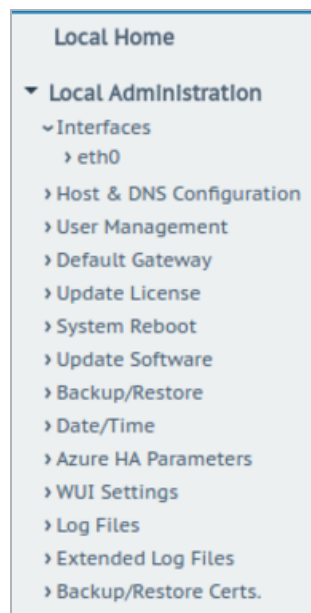 Local Home
Local Administration
Interfaces
eth0
Host & DNS Configuration
User Management
Default Gateway
Update License
System Reboot
Update Software
Backup/Restore
Date/Time
Azure HA Parameters
WUI Settings
Log Files
Extended Log Files
Backup/Restore Certs.